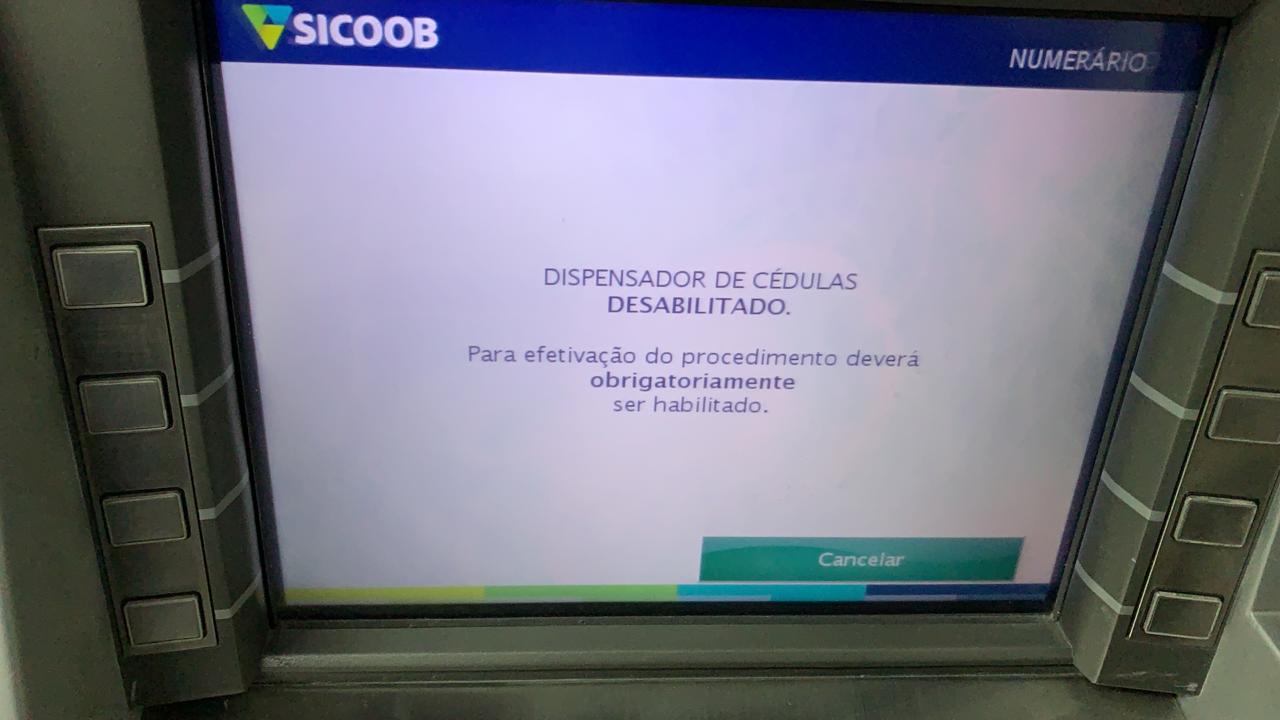 SICOOB
NUMERÁRIO
DISPENSADOR DE CÉDULAS
DESABILITADO.
Para efetivação do procedimento deverá
obrigatoriamente
ser habilitado.
Cancelar